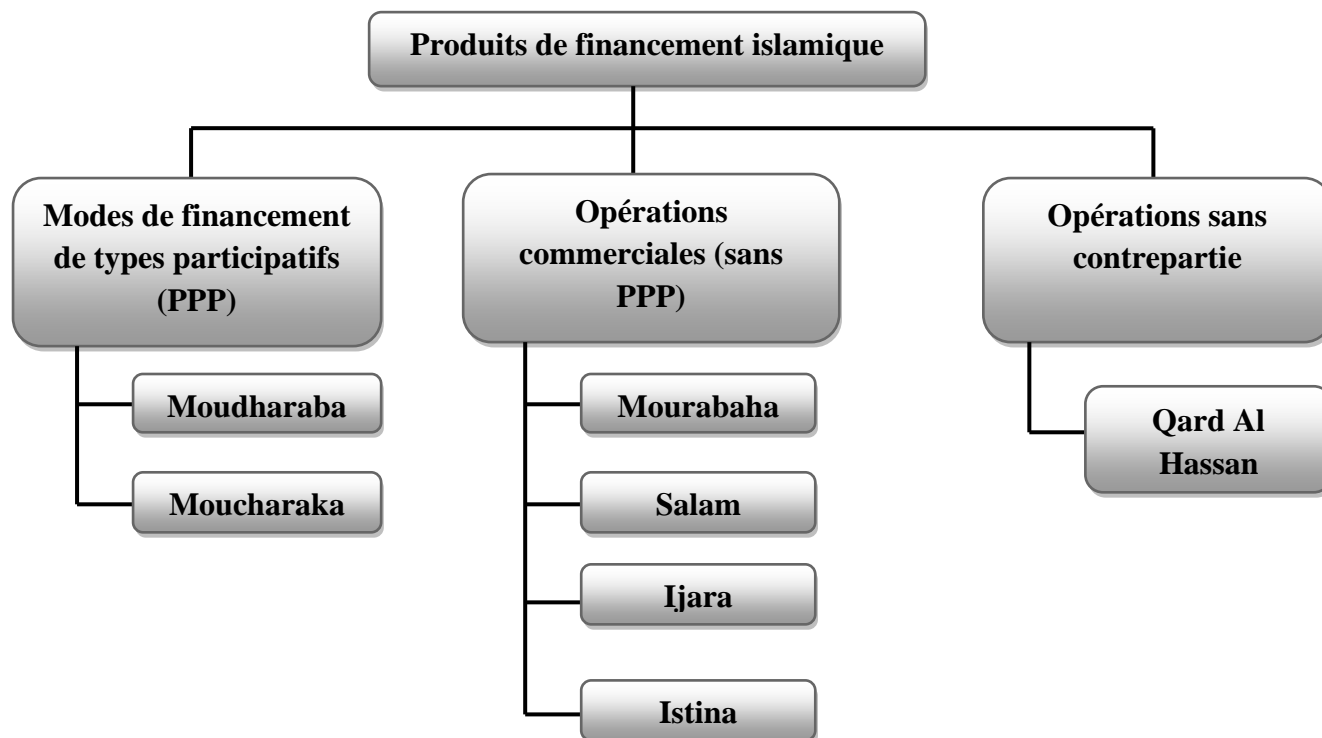 Produits de financement islamique
Modes de financement
de types participatifs
(PPP)
Moudharaba
Moucharaka
Opérations
commerciales (sans
PPP)
Mourabaha
Salam
Ijara
Istina
Opérations sans
contrepartie
Qard Al
Hassan